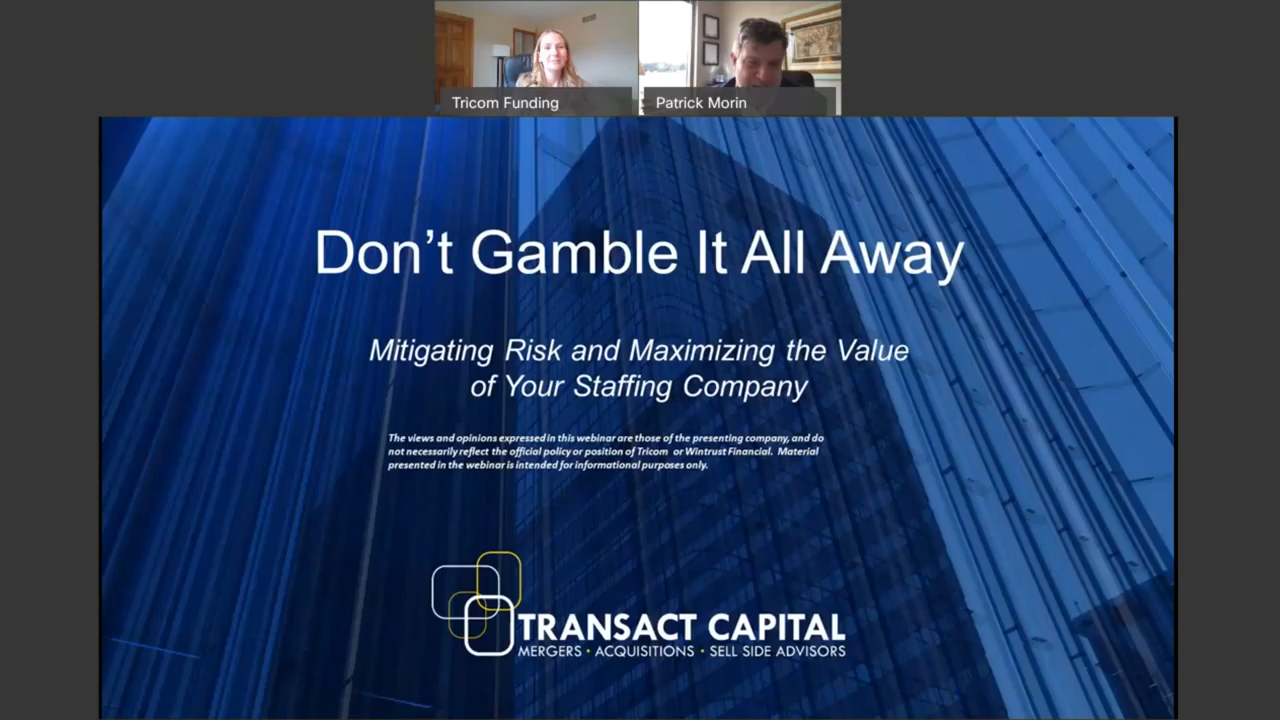 Tricom Funding
Patrick Morin
Don't Gamble It All Away
Mitigating Risk and Maximizing the Value
of Your Staffing Company
The views and opinions expressed in this webinar are those of the presenting company, and do
not necessarily reflect the official policy or position of Tricom or Wintrust Financial. Material
presented in the webinar is intended for informational purposes only.
TRANSACT CAPITAL
MERGERS • ACQUISITIONS • SELL SIDE ADVISORS